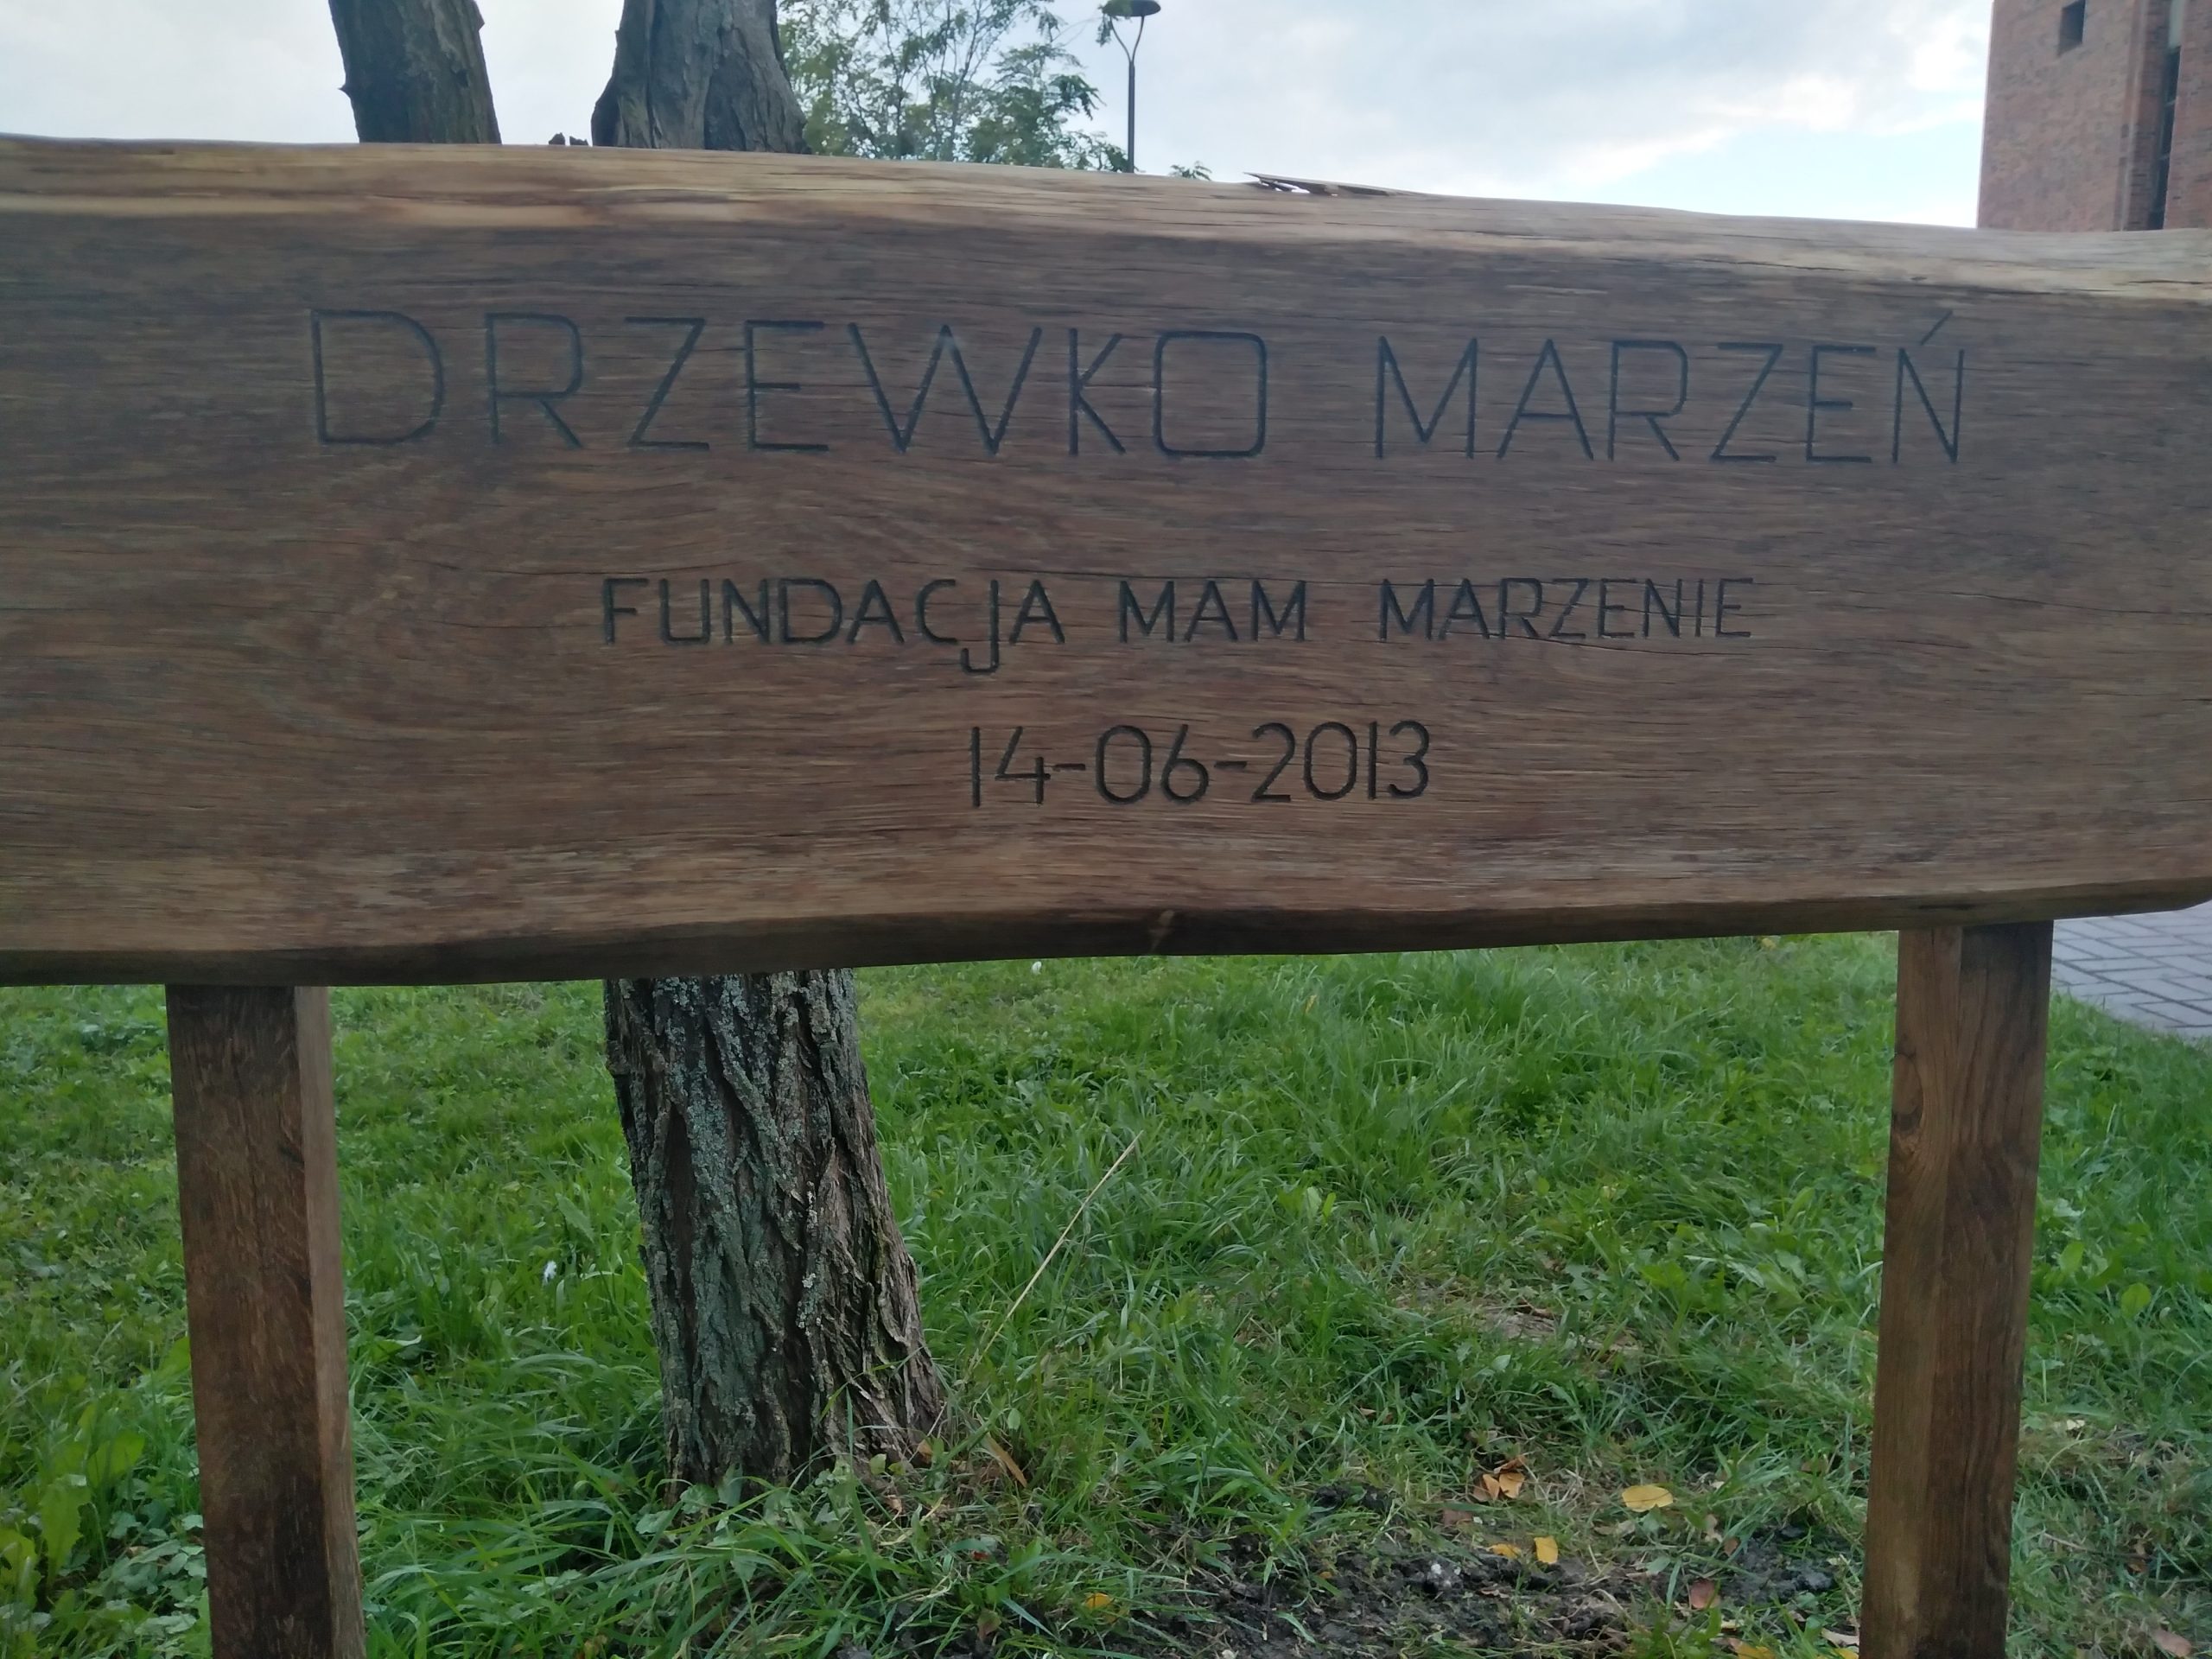 DRZEWKO MARZEŃ
FUNDACJA MAM MARZENIE
14-06-2013